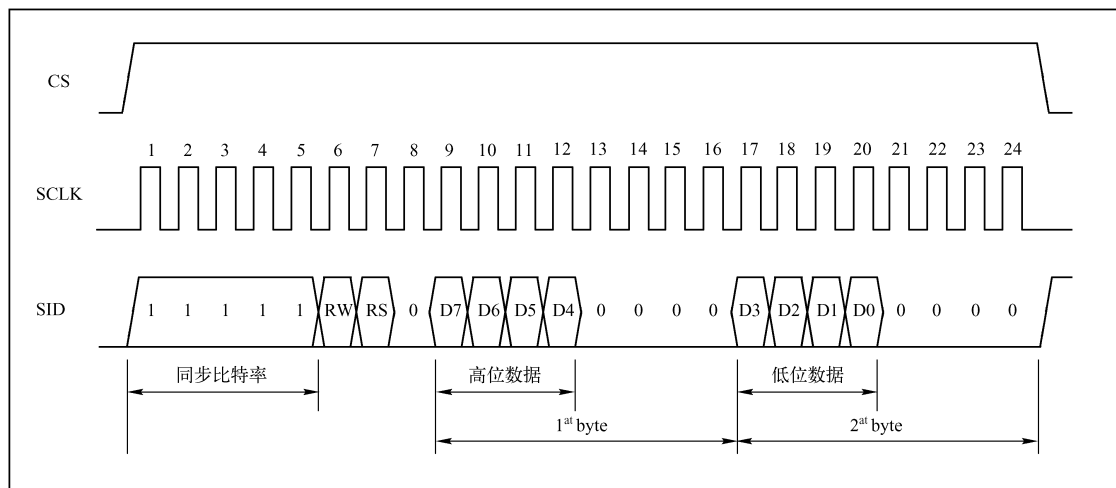 CS
1 2 3 4 5 6 7 8 9 10 11 12 13 14 15 16 17 18 19 20 21 22 23 24
SCLK
SID 1 1 1 1 1 RW RS 0 D7 D6 D5 D4 0 0 0 0 D3 D2 D1 D0 0 0 0 0
同步比特率 高位数据 低位数据
1at byte 2at byte